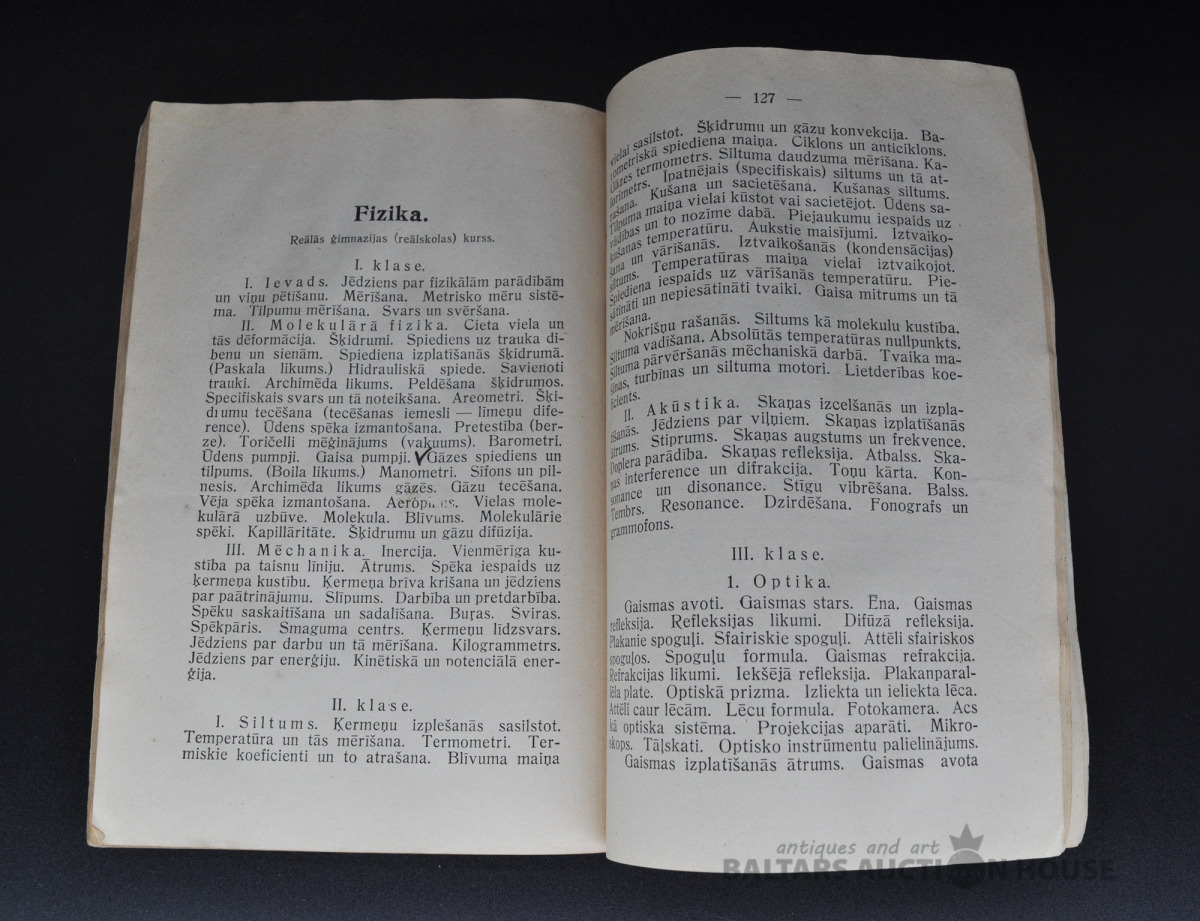 Fizika.
Reālās ģimnazijas (reālskolas) kurss.
I. klase.
I. Ievads. Jēdziens par fizikālām parādībām
un viņu pētīšanu. Mērīšana. Metrisko mēru sistē-
ma. Tilpumu mērīšana. Svars un svēršana.
II. Molekulārā fizika. Cieta viela un
tās dēformācija. Šķidrumi. Spiediens uz trauka di-
benu un sienām. Spiediena izplatīšanās šķidrumā.
(Paskala likums.) Hidrauliskā spiede. Savienoti
trauki. Archimēda likums. Peldēšana šķidrumos.
Specifiskais svars un tā noteikšana. Areometri. Šķi-
drumu tecēšana (tecēšanas iemesli — līmeņu dife-
rence). Ūdens spēka izmantošana. Pretestība (ber-
ze). Toričelli mēģinājums (vakuums). Barometri.
Ūdens pumpji. Gaisa pumpji. Gāzes spiediens un
tilpums. (Boila likums.) Manometri. Sīfons un pil-
nesis. Archimēda likums gāzēs. Gāzu tecēšana.
Vēja spēka izmantošana. Vielas mole-
kulārā uzbūve. Molekula. Blīvums. Molekulārie
spēki. Kapillāritāte. Šķidrumu un gāzu difūzija.
III. Mēchanika. Inercija. Vienmērīga ku-
stība pa taisnu līniju. Ātrums. Spēka iespaids uz
ķermeņa kustību. Ķermeņa brīva krišana un jēdziens
par paātrinājumu. Slīpums. Darbība un pretdarbība.
Spēku saskaitīšana un sadalīšana. Buras. Sviras.
Spēkpāris. Smaguma centrs. Ķermeņu līdzsvars.
Jēdziens par darbu un tā mērīšana. Kilogrammetrs.
Jēdziens par enerģiju. Kinētiskā un potenciālā ener-
ģija.
II. klase.
I. Siltums. Ķermeņu izplešanās sasilstot.
Temperatūra un tās mērīšana. Termometri. Ter-
miskie koeficienti un to atrašana. Blīvuma maiņa
— 127 —
vielai sasilstot. Šķidrumu un gāzu konvekcija. Ba-
rometriskā spiediena maiņa. Ciklons un anticiklons.
Gāzes termometrs. Siltuma daudzuma mērīšana. Ka-
lorimetrs. Īpatnējais (specifiskais) siltums un tā at-
rašana. Kušana un sacietēšana. Kušanas siltums.
Tilpuma maiņa vielai kūstot vai sacietējot. Ūdens sa-
vādības un to nozīme dabā. Piejaukumu iespaids uz
kušanas temperatūru. Aukstie maisījumi. Iztvaiko-
šana un vārīšanās. Iztvaikošanās (kondensācijas)
siltums. Temperatūras maiņa vielai iztvaikojot.
Spiediena iespaids uz vārīšanās temperatūru. Pie-
sātināti un nepiesātināti tvaiki. Gaisa mitrums un tā
mērīšana.
Nokrišņu rašanās. Siltums kā molekulu kustība.
Siltuma vadīšana. Absolūtās temperatūras nullpunkts.
Siltuma pārvēršanās mēchaniskā darbā. Tvaika ma-
šīnas, turbīnas un siltuma motori. Lietderības koe-
ficients.
II. Akūstika. Skaņas izcelšanās un izpla-
tīšanās. Jēdziens par viļņiem. Skaņas izplatīšanās
ātrums. Stiprums. Skaņas augstums un frekvence.
Doplera parādība. Skaņas refleksija. Atbalss. Ska-
ņas interference un difrakcija. Toņu kārta. Kon-
sonance un disonance. Stīgu vibrēšana. Balss.
Tembrs. Resonance. Dzirdēšana. Fonografs un
grammofons.
III. klase.
1. Optika.
Gaismas avoti. Gaismas stars. Ēna. Gaismas
refleksija. Refleksijas likumi. Difūzā refleksija.
Plakanie spoguļi. Sfairiskie spoguļi. Attēli sfairiskos
spoguļos. Spoguļu formula. Gaismas refrakcija.
Refrakcijas likumi. Iekšējā refleksija. Plakanparal-
lēla plate. Optiskā prizma. Izliekta un ieliekta lēca.
Attēli caur lēcām. Lēcu formula. Fotokamera. Acs
kā optiska sistēma. Projekcijas aparāti. Mikro-
skops. Tālskati. Optisko instrūmentu palielinājums.
Gaismas izplatīšanās ātrums. Gaismas avota
antiques and art
BALTARS AUCTION HOUSE